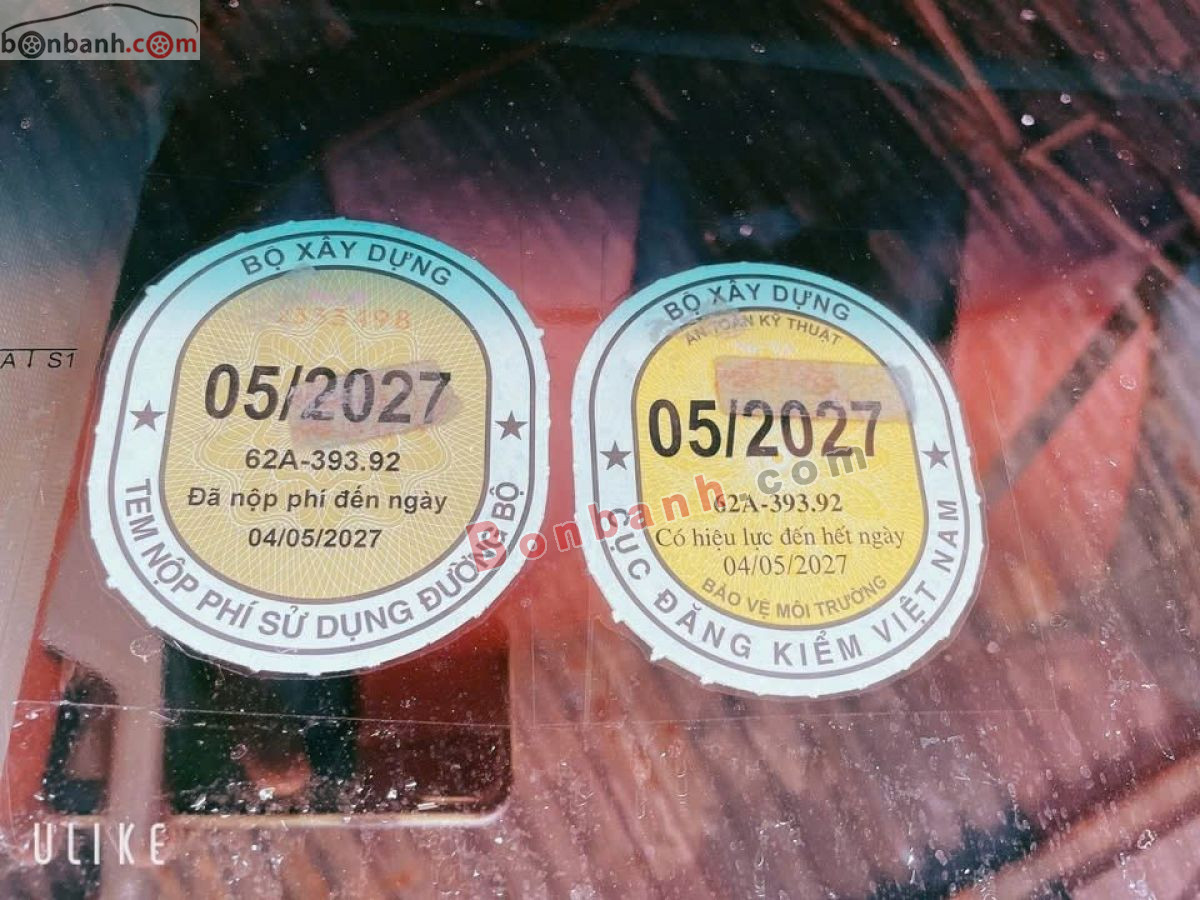 bonbanh.com
A↑ S1
BỘ XÂY DỰNG
05/2027
62A-393.92
Đã nộp phí đến ngày
04/05/2027
TEM NỘP PHÍ SỬ DỤNG ĐƯỜNG BỘ
BỘ XÂY DỰNG
AN TOÀN KỸ THUẬT
05/2027
62A-393.92
Có hiệu lực đến hết ngày
04/05/2027
BẢO VỆ MÔI TRƯỜNG
CỤC ĐĂNG KIỂM VIỆT NAM
Bonbanh.com
ULIKE